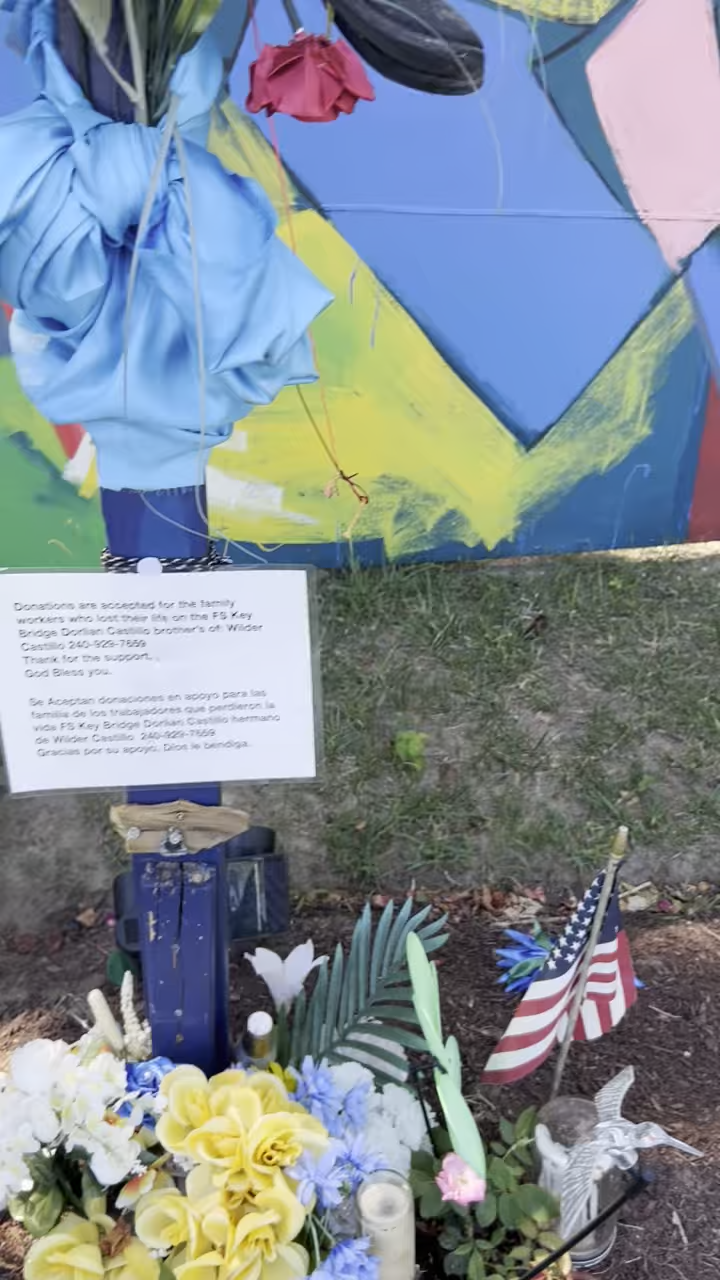 Donations are accepted for the family
workers who lost their life on the FS Key
Bridge Dorlian Castillo brother's of: Wilder
Castillo 240-929-7659
Thank for the support.
God Bless you.
Se Aceptan donaciones en apoyo para las
familia de los trabajadores que perdieron la
vida FS Key Bridge Dorlian Castillo hermano
de Wilder Castillo 240-929-7659
Gracias por su apoyo. Dios le bendiga.